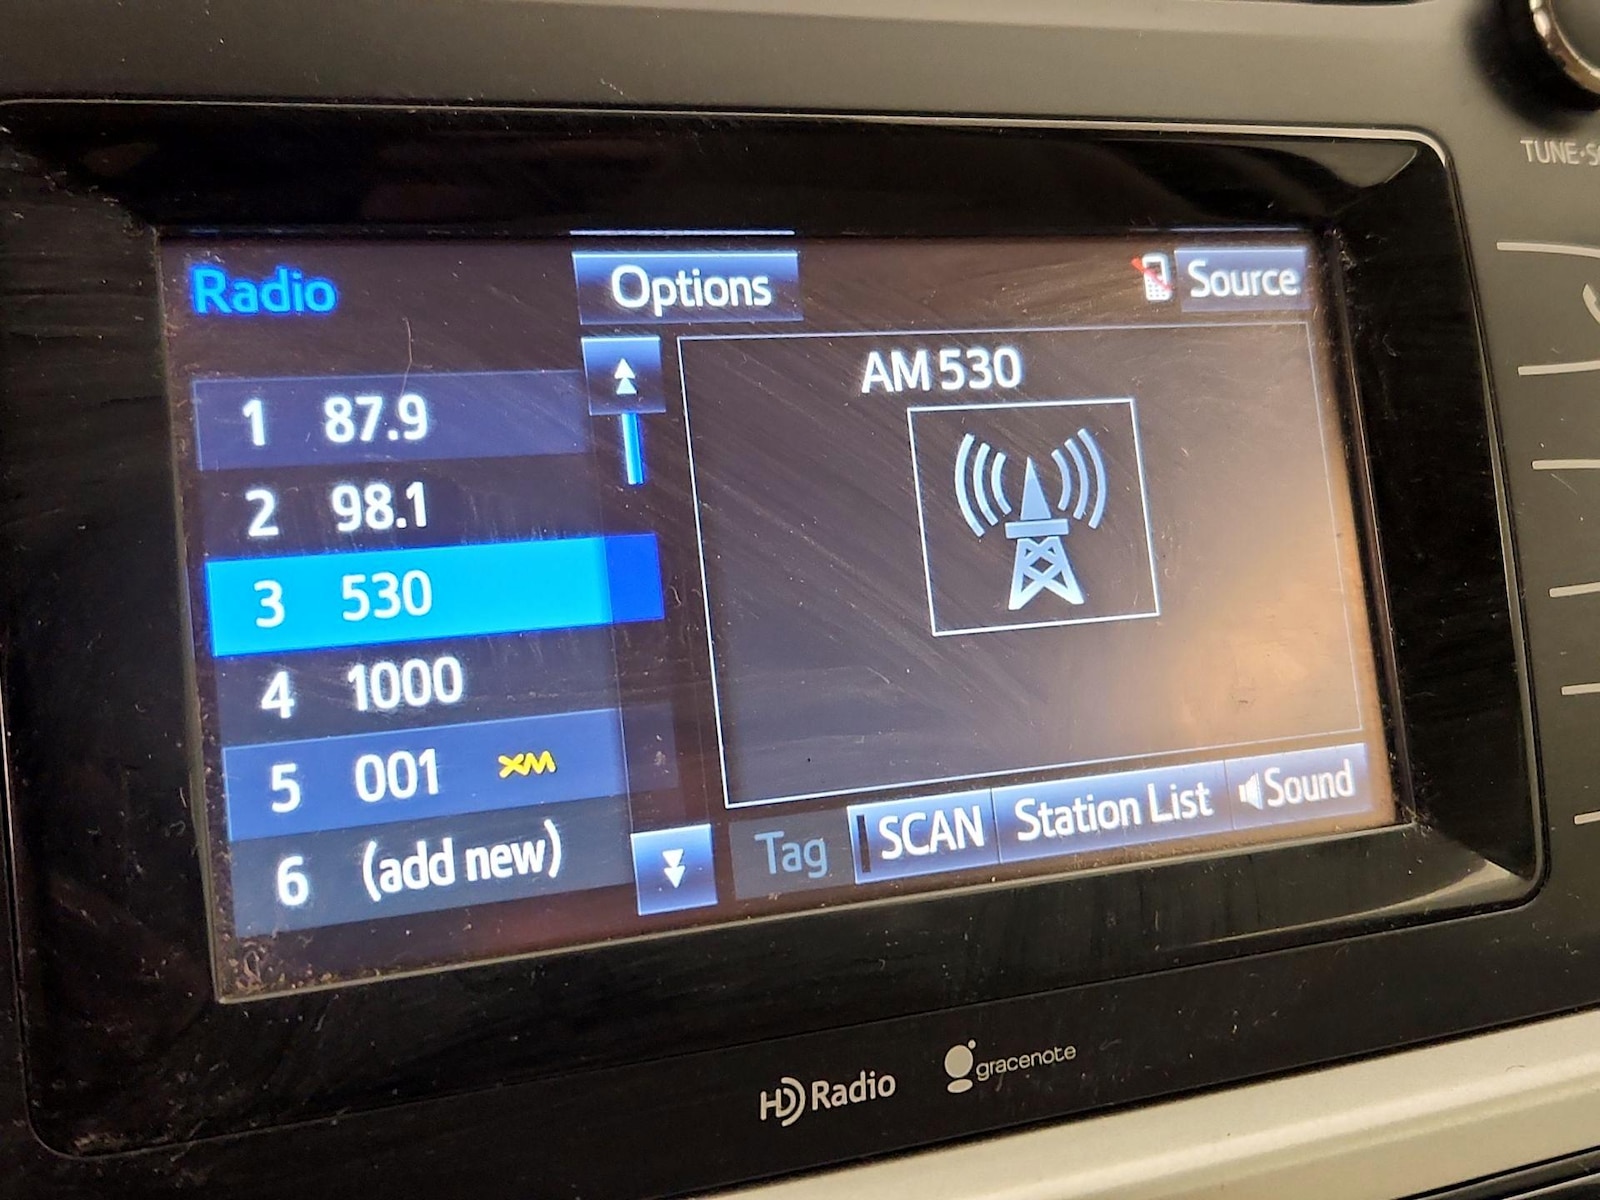 TUNE•S
Radio
Options
Source
AM 530
1 87.9
2 98.1
3 530
4 1000
5 001 XM
6 (add new)
Tag
SCAN
Station List
Sound
HD Radio
gracenote